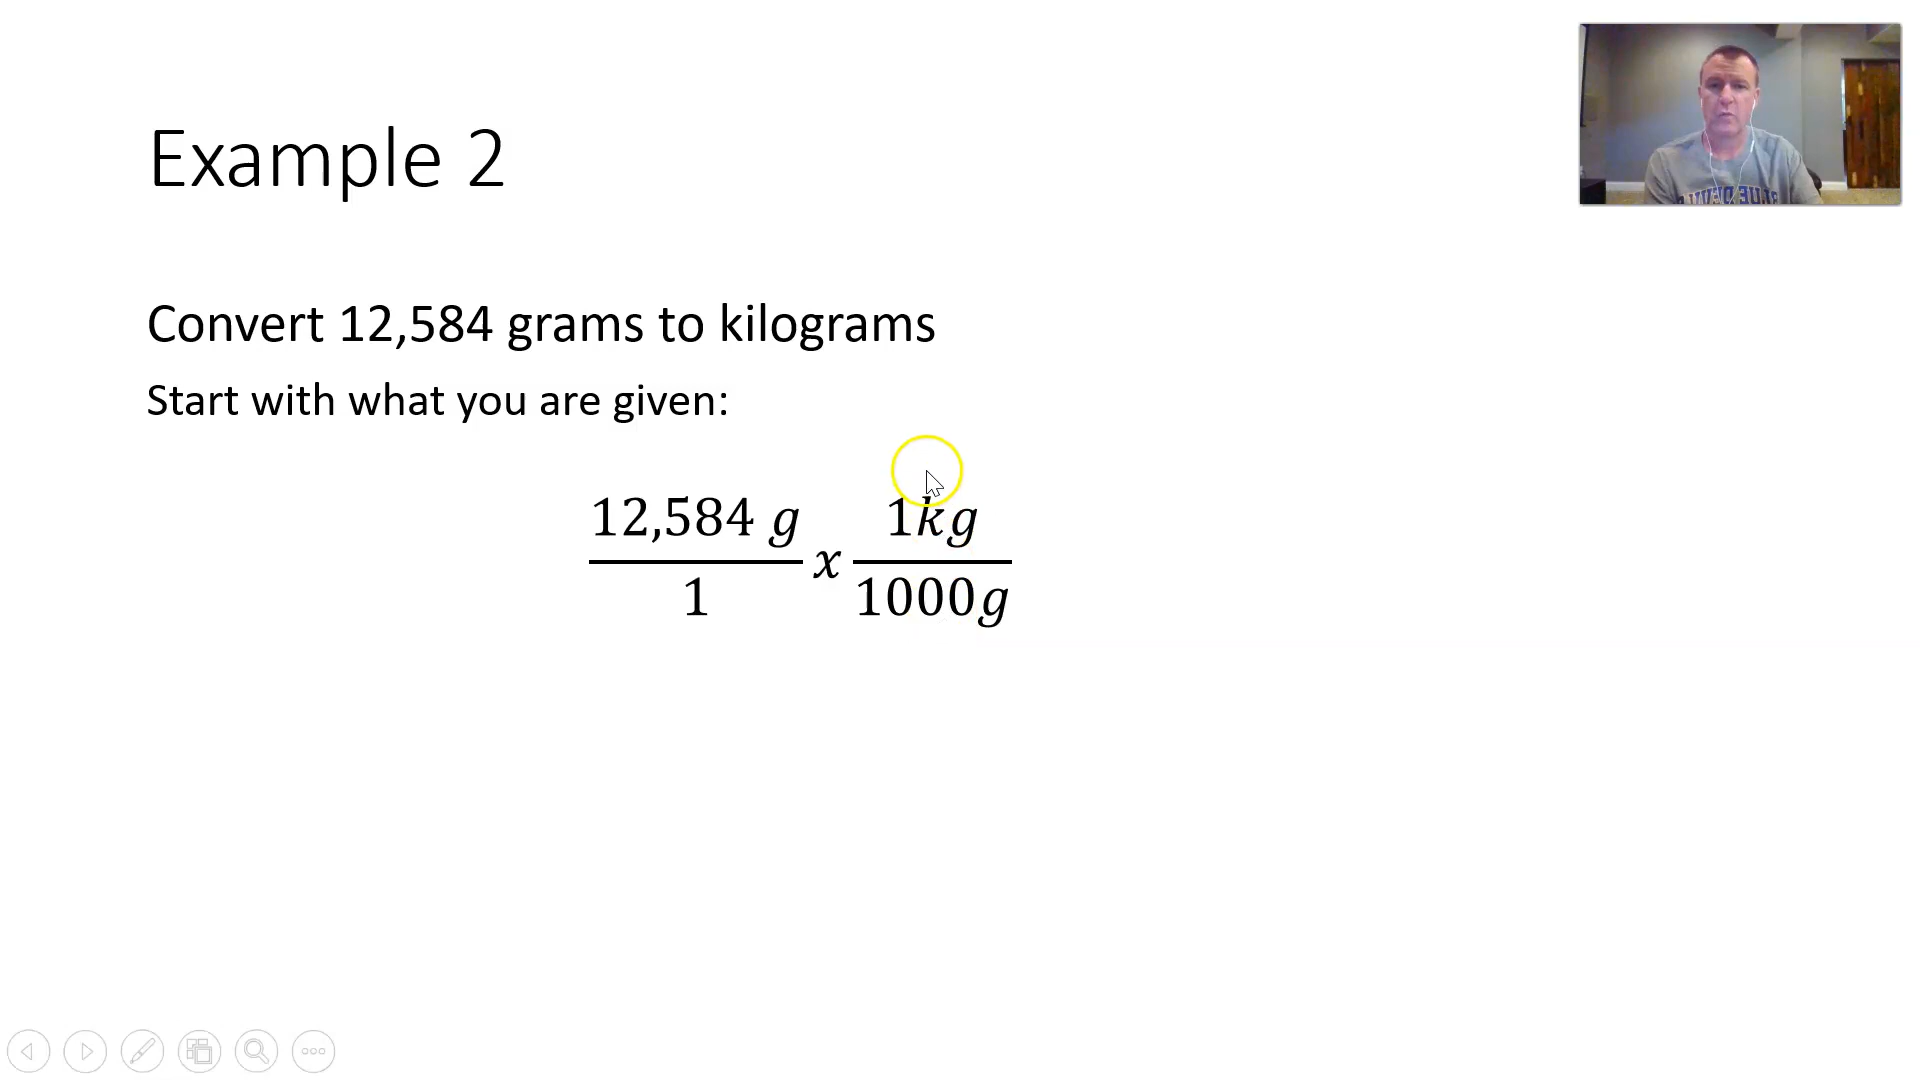 Example 2
Convert 12,584 grams to kilograms
Start with what you are given:
12,584 g
1
x
1kg
1000g